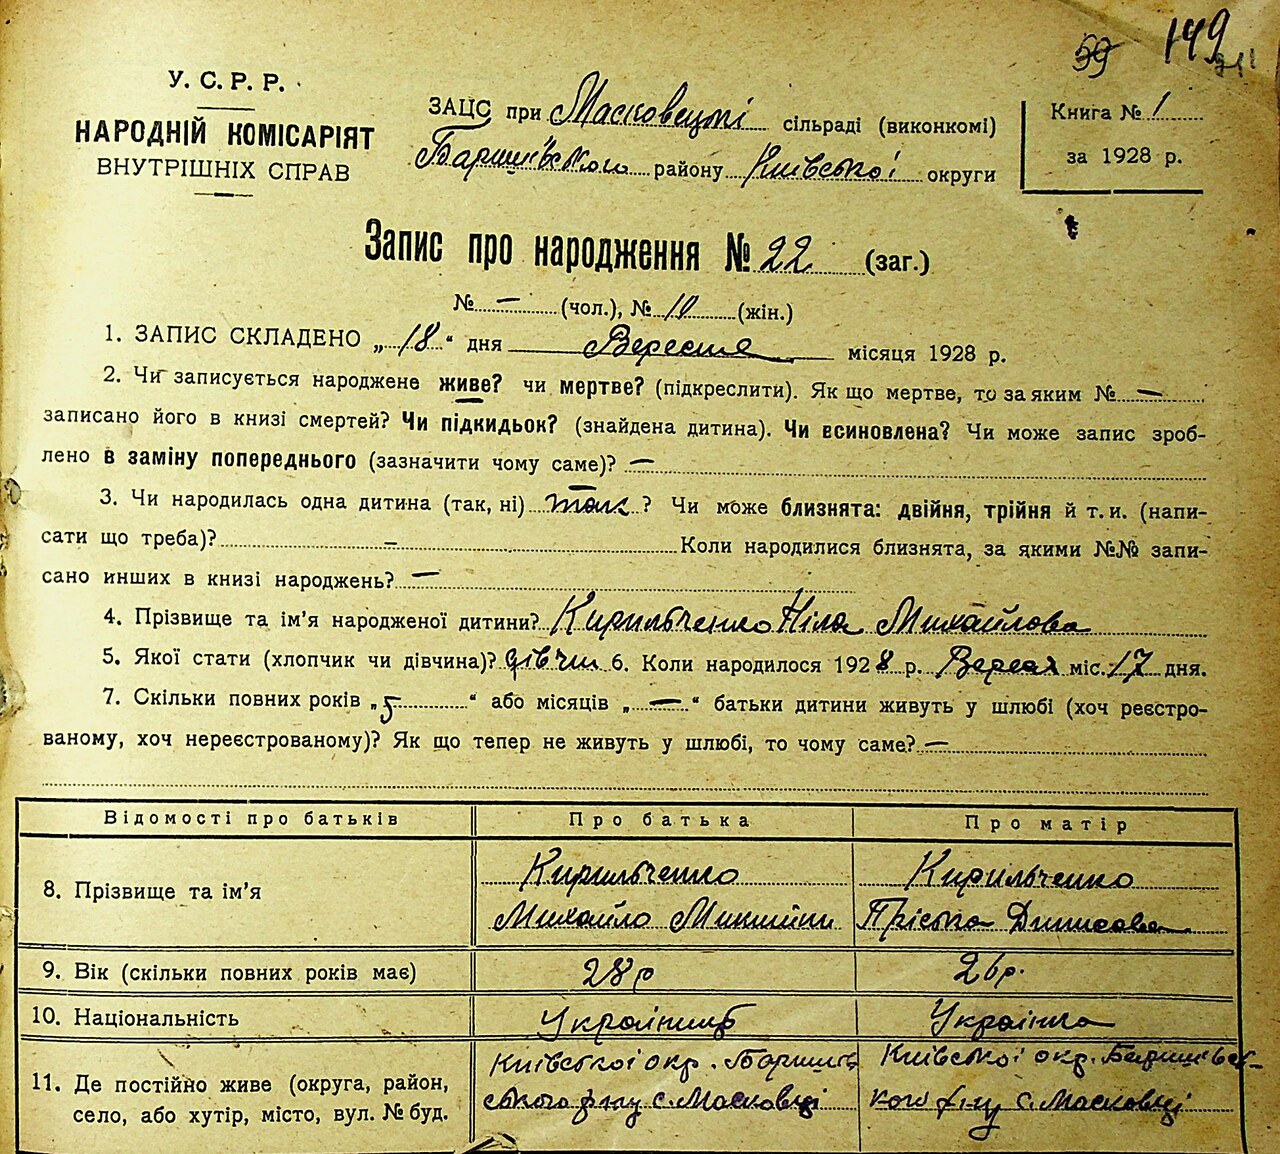 59 149
У. С. Р. Р.
НАРОДНІЙ КОМІСАРІЯТ
ВНУТРІШНІХ СПРАВ
ЗАЦС при Масковецькі сільраді (виконкомі)
Баришівськом району Київської округи
Книга № 1
за 1928 р.
Запис про народження № 22 (заг.)
№ — (чол.), № 10 (жін.)
1. ЗАПИС СКЛАДЕНО „18“ дня Вересня місяця 1928 р.
2. Чи записується народжене живе? чи мертве? (підкреслити). Як що мертве, то за яким № —
записано його в книзі смертей? Чи підкидьок? (знайдена дитина). Чи всиновлена? Чи може запис зроб-
лено в заміну попереднього (зазначити чому саме)? —
3. Чи народилась одна дитина (так, ні) так ? Чи може близнята: двійня, трійня й т. и. (напи-
сати що треба)? – Коли народилися близнята, за якими №№ запи-
сано инших в книзі народжень? —
4. Прізвище та ім'я народженої дитини? Кирильченко Ніла Михайлова
5. Якої стати (хлопчик чи дівчина)? дівчин 6. Коли народилося 1928 р. Вересня міс. 17 дня.
7. Скільки повних років „5“ або місяців „—“ батьки дитини живуть у шлюбі (хоч реєстро-
ваному, хоч нереєстрованому)? Як що тепер не живуть у шлюбі, то чому саме? —
Відомості про батьків Про батька Про матір
8. Прізвище та ім'я
Кирильченко
Михайло
Кирильченко
Пріська Динисова
9. Вік (скільки повних років має) 28 р 26 р.
10. Національність Українець Українка
11. Де постійно живе (округа, район,
село, або хутір, місто, вул. № буд.
Київської окр. Баришів
ського р-ну с. Масковці
Київської окр. Баришівсь-
кого р-ну с. Масковці